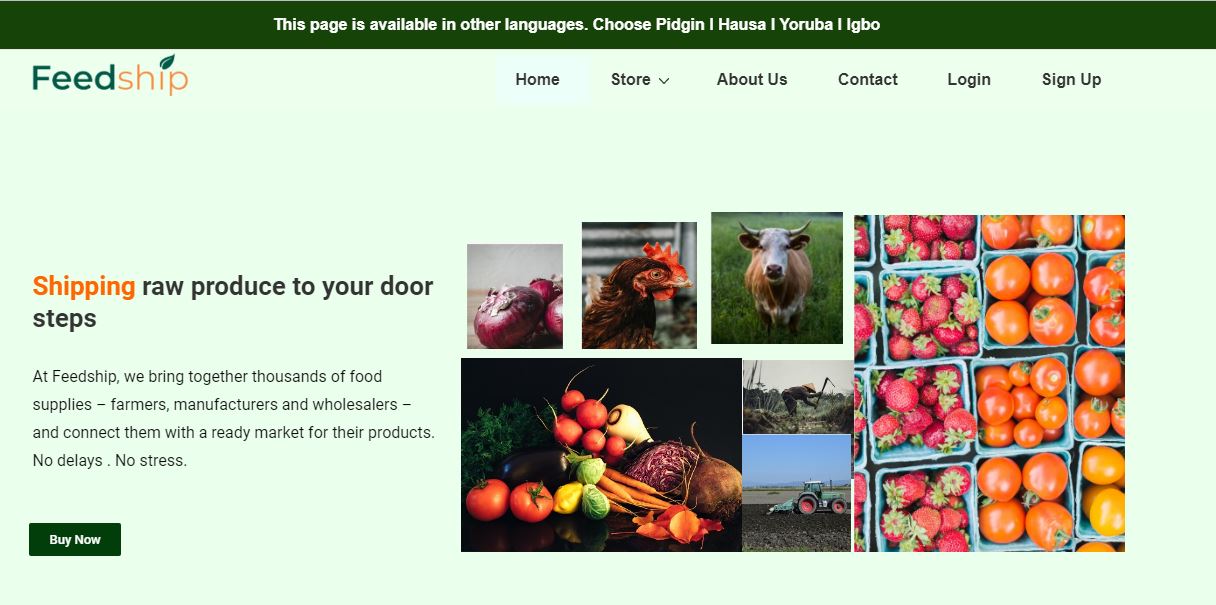 This page is available in other languages. Choose Pidgin I Hausa I Yoruba I Igbo
Feedship
Home
Store
About Us
Contact
Login
Sign Up
Shipping raw produce to your door
steps
At Feedship, we bring together thousands of food
supplies – farmers, manufacturers and wholesalers –
and connect them with a ready market for their products.
No delays . No stress.
Buy Now